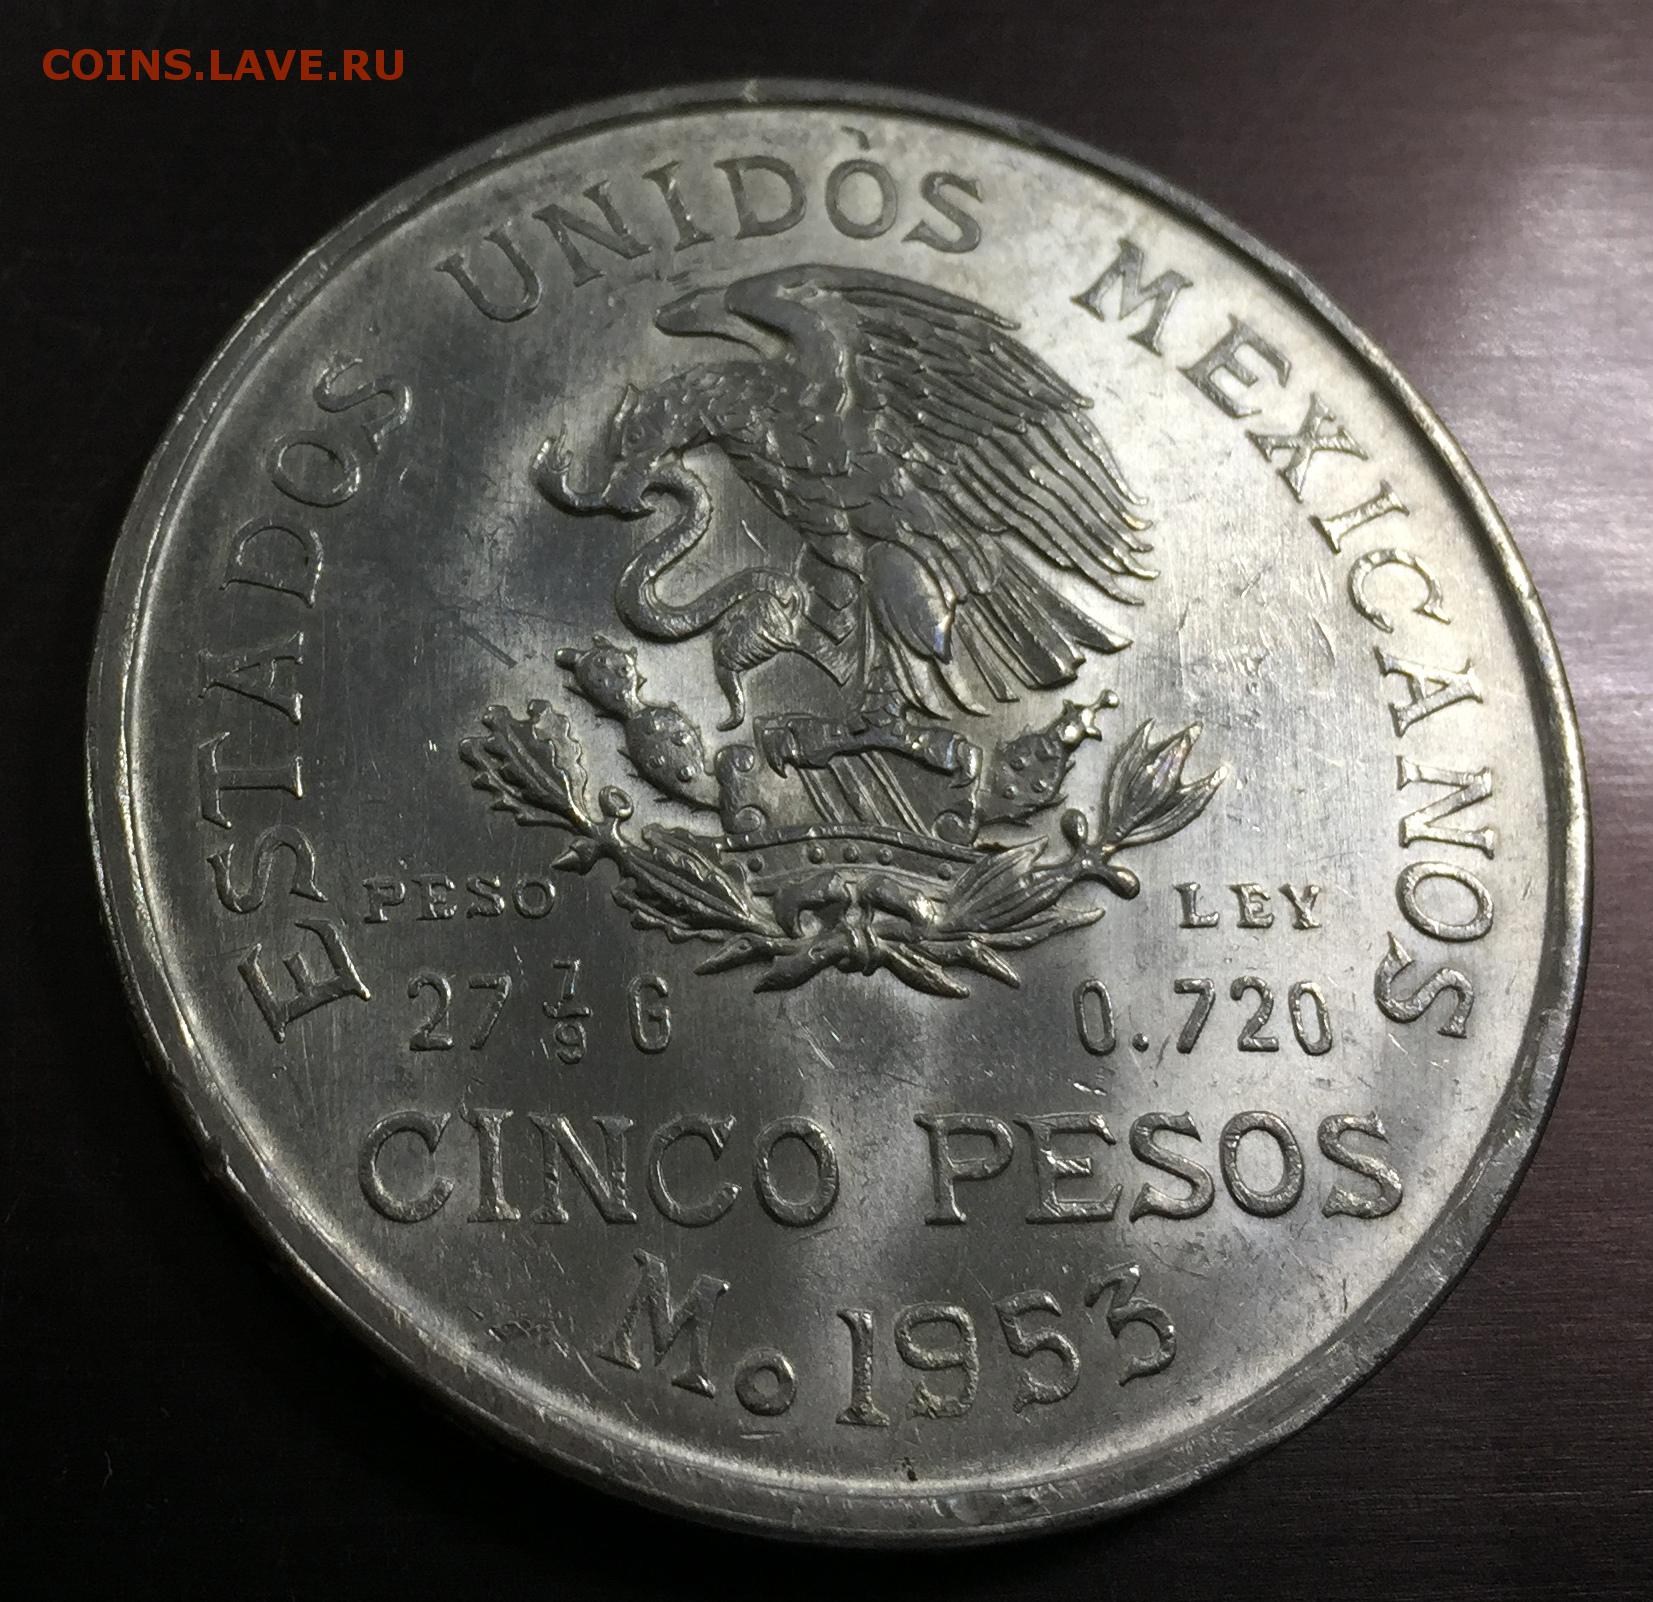 COINS.LAVE.RU
ESTADOS UNIDOS MEXICANOS
PESO
LEY
27 7/9 G
0.720
CINCO PESOS
Mo 1953